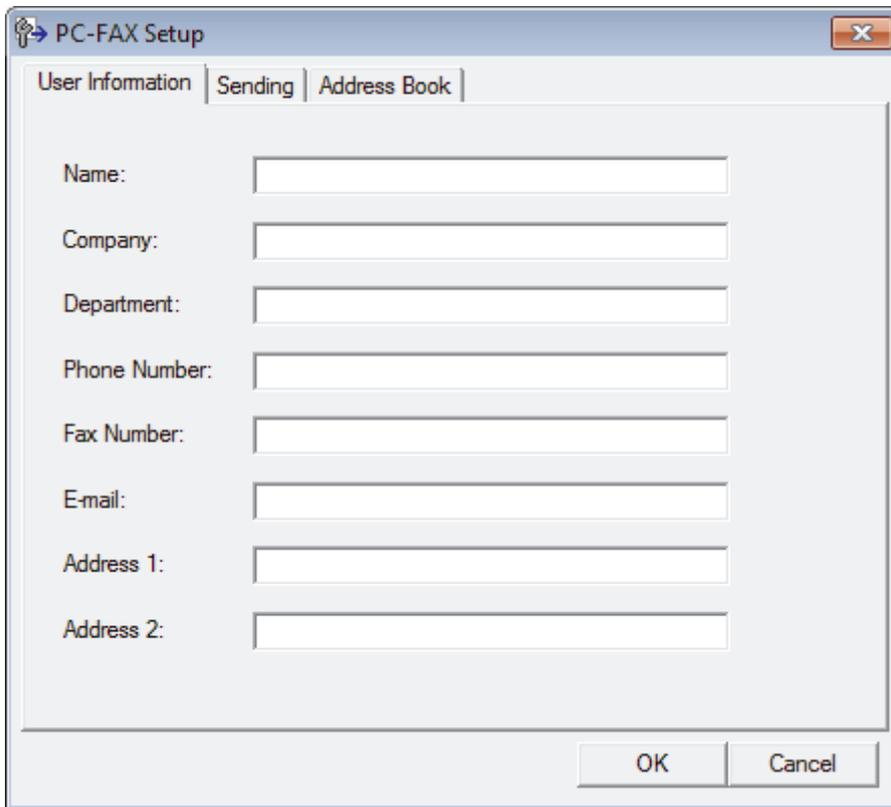 PC-FAX Setup
User Information Sending Address Book
Name:
Company:
Department:
Phone Number:
Fax Number:
E-mail:
Address 1:
Address 2:
OK Cancel